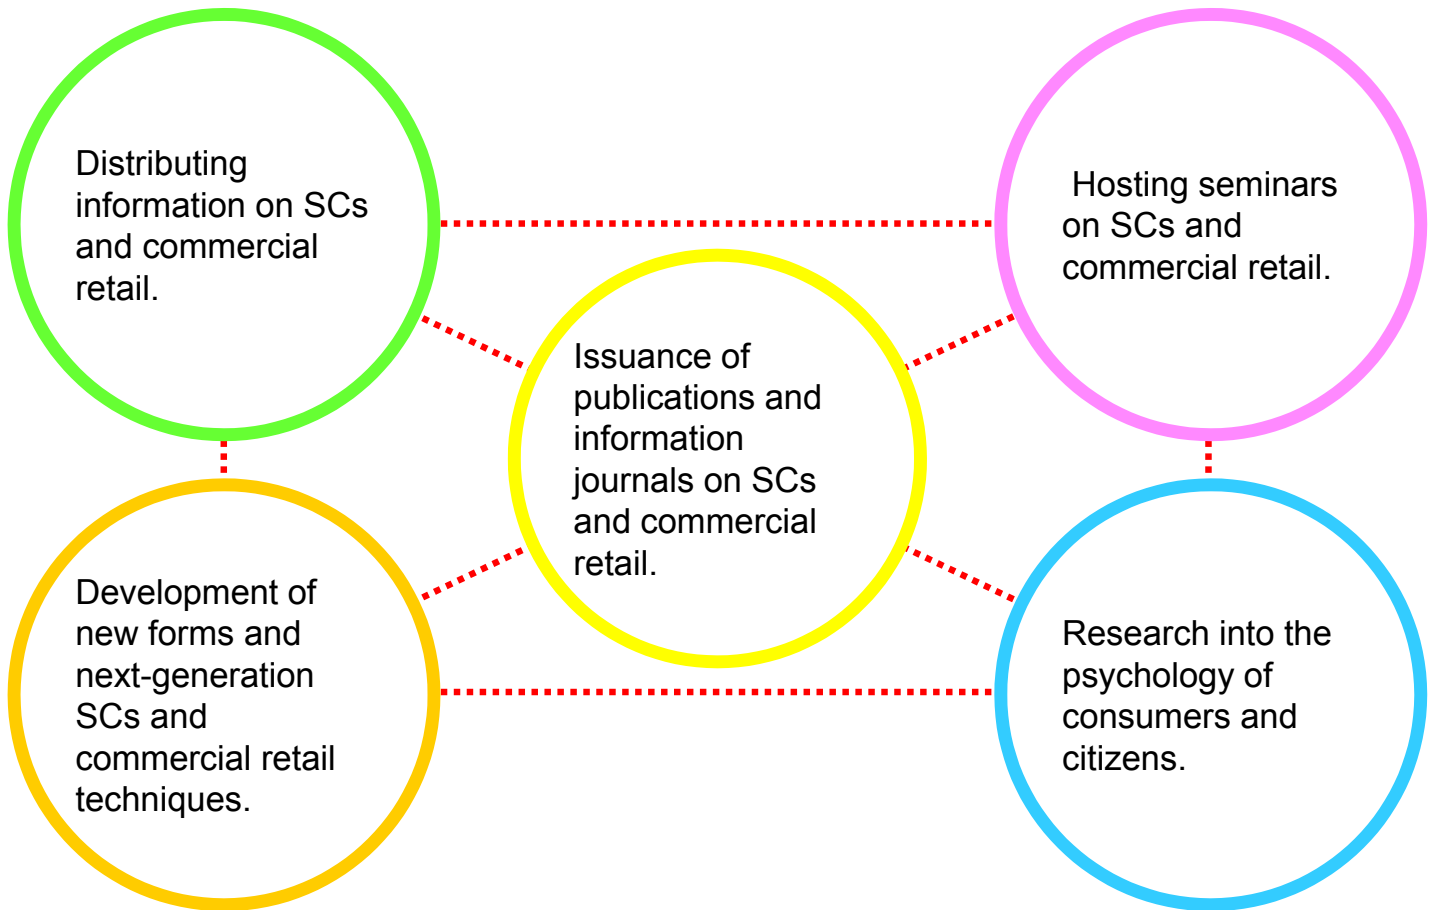 Distributing
information on SCs
and commercial
retail.
Hosting seminars
on SCs and
commercial retail.
Issuance of
publications and
information
journals on SCs
and commercial
retail.
Development of
new forms and
next-generation
SCs and
commercial retail
techniques.
Research into the
psychology of
consumers and
citizens.